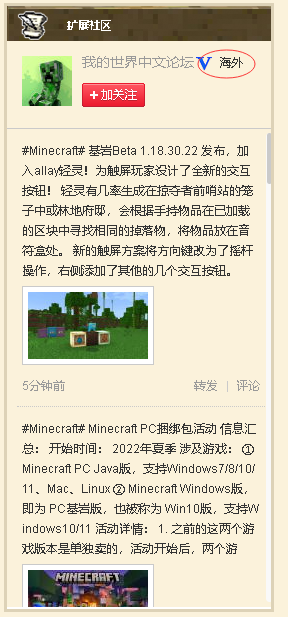 扩展社区
我的世界中文论坛 V 海外
+ 加关注
#Minecraft# 基岩Beta 1.18.30.22 发布，加
入allay轻灵！为触屏玩家设计了全新的交互
按钮！ 轻灵有几率生成在掠夺者前哨站的笼
子中或林地府邸，会根据手持物品在已加载
的区块中寻找相同的掉落物，将物品放在音
符盒处。 新的触屏方案将方向键改为了摇杆
操作，右侧添加了其他的几个交互按钮。
5分钟前 转发 | 评论
#Minecraft# Minecraft PC捆绑包活动 信息汇
总： 开始时间： 2022年夏季 涉及游戏： ①
Minecraft PC Java版，支持Windows7/8/10/
11、Mac、Linux ② Minecraft Windows版，
即为 PC基岩版，也被称为 Win10版，支持W
indows10/11 活动详情： 1. 之前的这两个游
戏版本是单独卖的，活动开始后，两个游
MINECRAFT